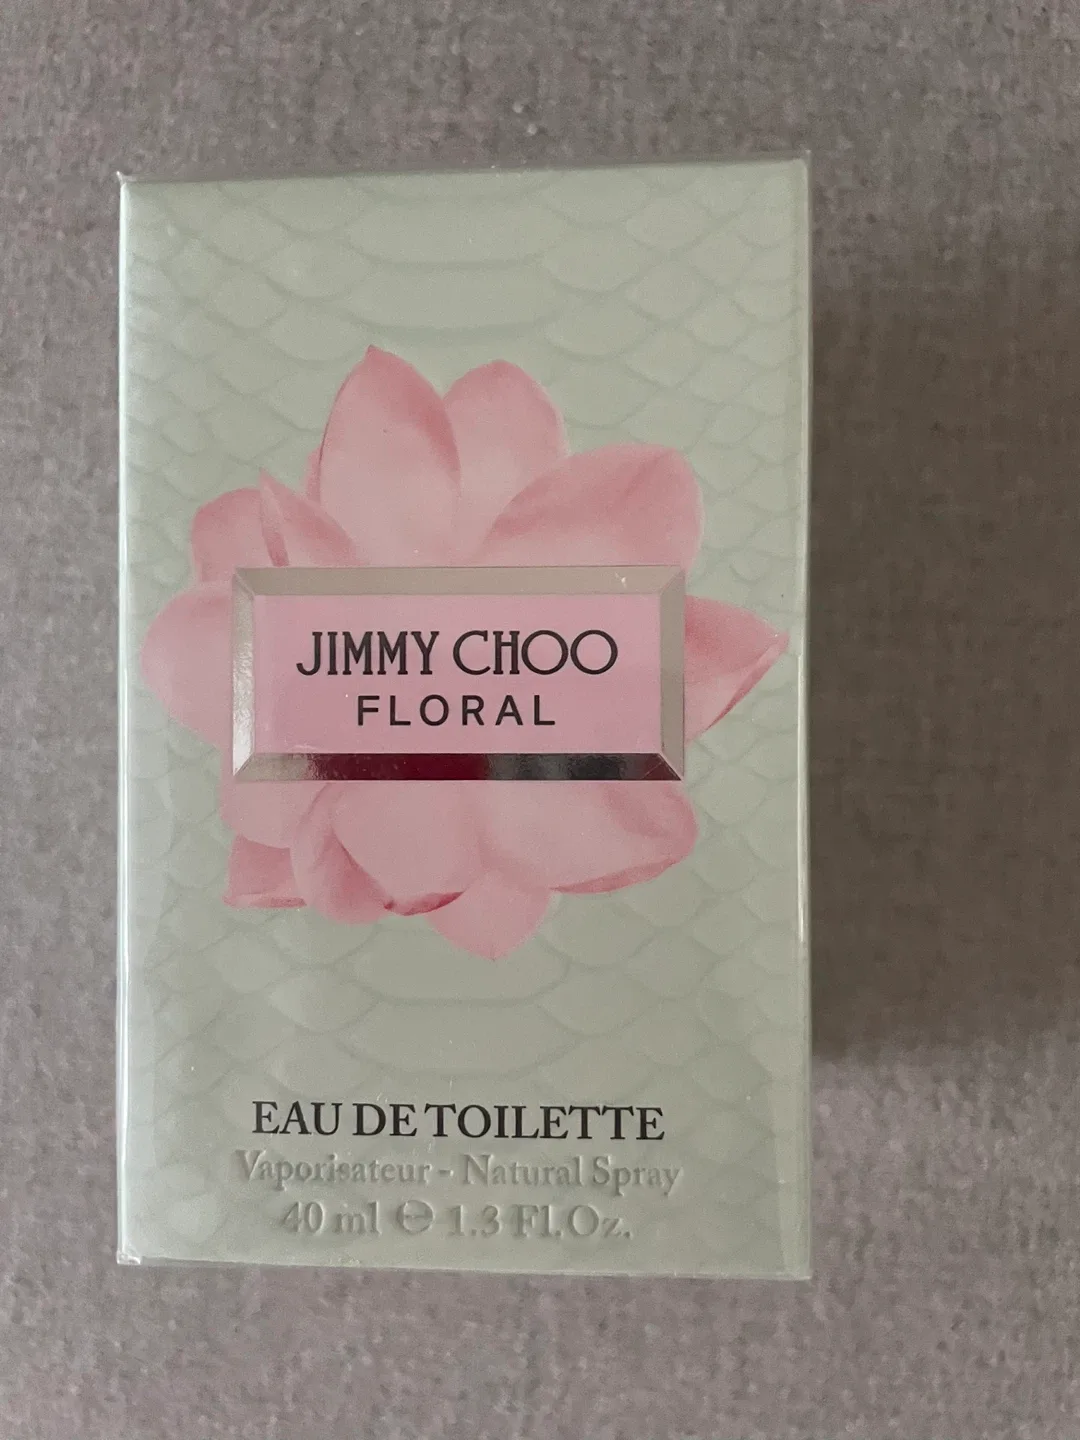 JIMMY CHOO
FLORAL
EAU DE TOILETTE
Vaporisateur - Natural Spray
40 ml ℮ 1.3 Fl.Oz.